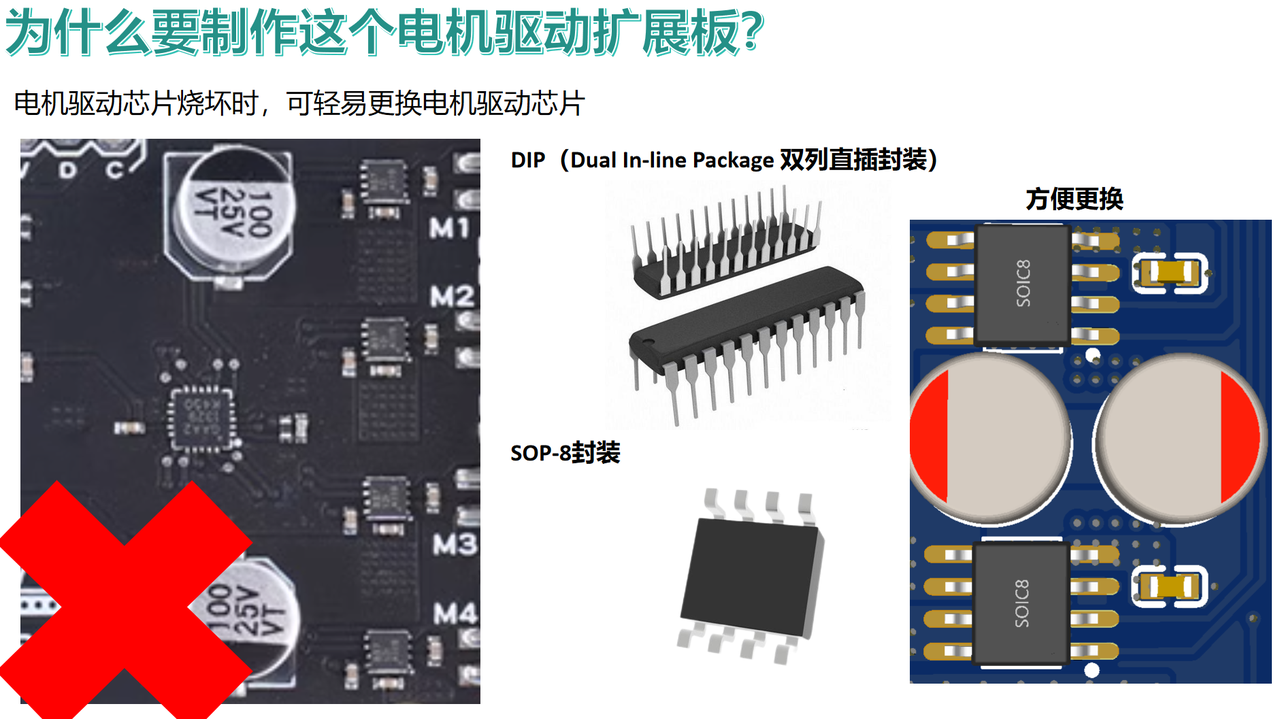 为什么要制作这个电机驱动扩展板？
电机驱动芯片烧坏时，可轻易更换电机驱动芯片
V D C
100
25V
VT
M1
M2
M3
M4
100
25V
VT
DIP（Dual In-line Package 双列直插封装）
SOP-8封装
方便更换
SOIC8
SOIC8